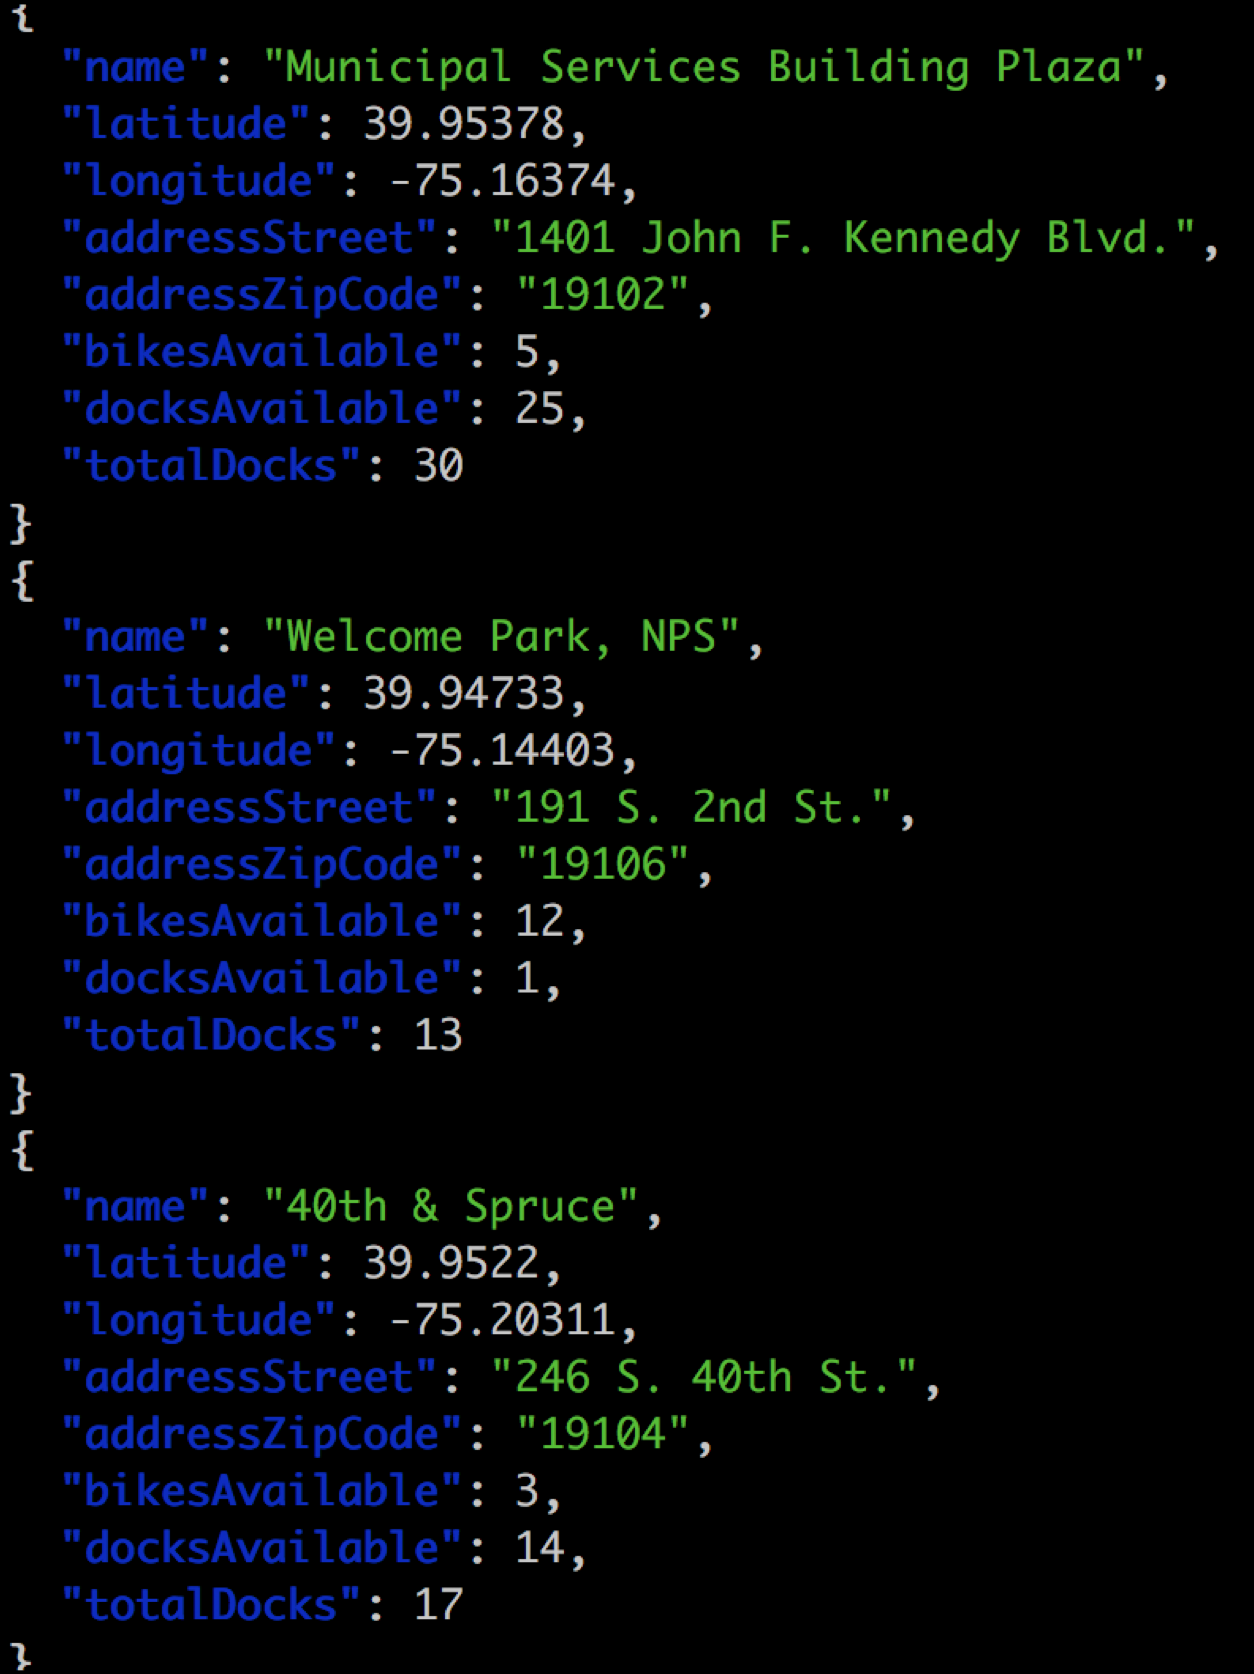 {
  "name": "Municipal Services Building Plaza",
  "latitude": 39.95378,
  "longitude": -75.16374,
  "addressStreet": "1401 John F. Kennedy Blvd.",
  "addressZipCode": "19102",
  "bikesAvailable": 5,
  "docksAvailable": 25,
  "totalDocks": 30
}
{
  "name": "Welcome Park, NPS",
  "latitude": 39.94733,
  "longitude": -75.14403,
  "addressStreet": "191 S. 2nd St.",
  "addressZipCode": "19106",
  "bikesAvailable": 12,
  "docksAvailable": 1,
  "totalDocks": 13
}
{
  "name": "40th & Spruce",
  "latitude": 39.9522,
  "longitude": -75.20311,
  "addressStreet": "246 S. 40th St.",
  "addressZipCode": "19104",
  "bikesAvailable": 3,
  "docksAvailable": 14,
  "totalDocks": 17
}